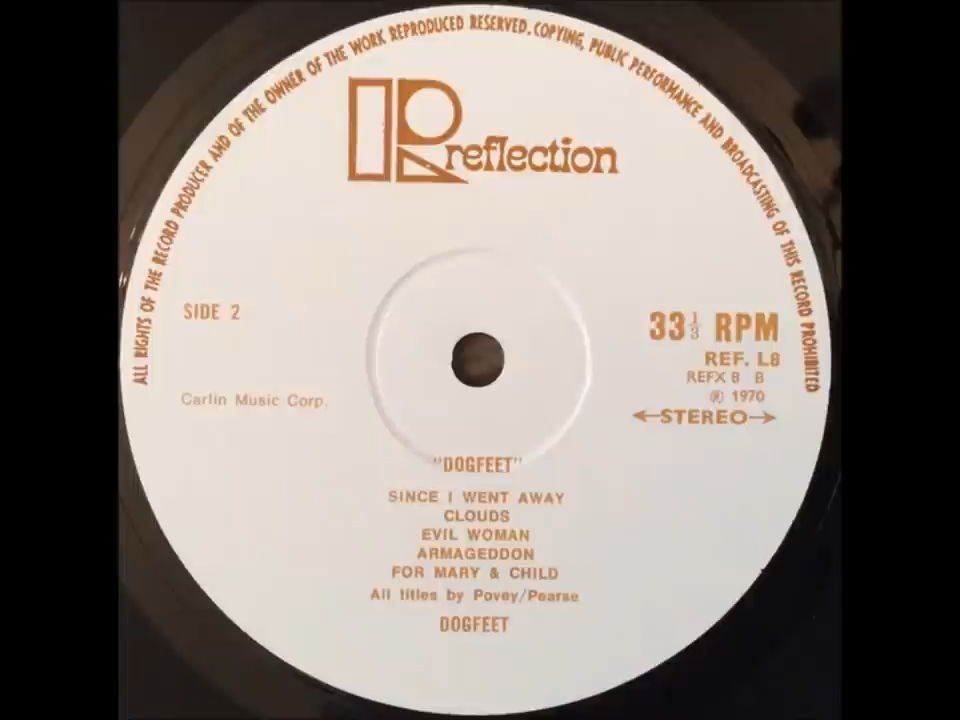 ALL RIGHTS OF THE RECORD PRODUCER AND OF THE OWNER OF THE WORK REPRODUCED RESERVED. COPYING, PUBLIC PERFORMANCE AND BROADCASTING OF THIS RECORD PROHIBITED
R reflection
SIDE 2
Carlin Music Corp.
33 1/3 RPM
REF. L8
REFX 8 B
℗ 1970
←STEREO→
"DOGFEET"
SINCE I WENT AWAY
CLOUDS
EVIL WOMAN
ARMAGEDDON
FOR MARY & CHILD
All titles by Povey/Pearse
DOGFEET